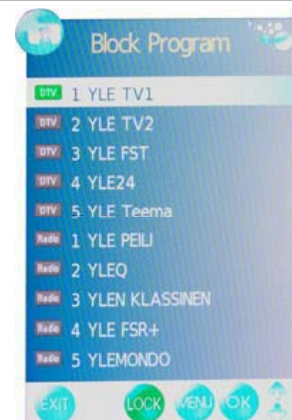 Block Program
DTV 1 YLE TV1
DTV 2 YLE TV2
DTV 3 YLE FST
DTV 4 YLE24
DTV 5 YLE Teema
Radio 1 YLE PEILI
Radio 2 YLEQ
Radio 3 YLEN KLASSINEN
Radio 4 YLE FSR+
Radio 5 YLEMONDO
EXIT LOCK MENU OK